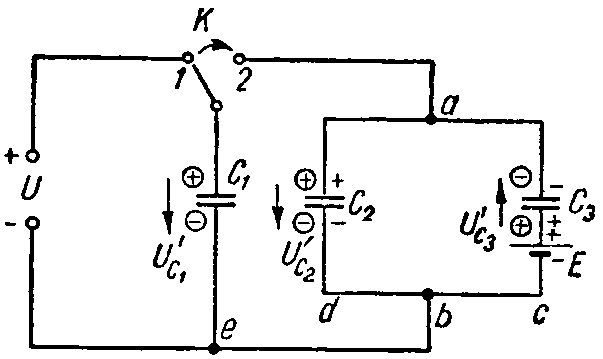 K
1 2
a
+
U
-
+ C₁
-
U'C₁
+ + C₂
- -
U'C₂
- - C₃
+ +
+
U'C₃
- E
d b c
e